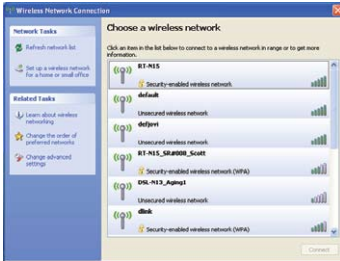 Wireless Network Connection
Network Tasks
Refresh network list
Set up a wireless network
for a home or small office
Related Tasks
Learn about wireless
networking
Change the order of
preferred networks
Change advanced
settings
Choose a wireless network
Click an item in the list below to connect to a wireless network in range or to get more
information.
RT-N15
Security-enabled wireless network
default
Unsecured wireless network
defjovi
Unsecured wireless network
RT-N15_SR#008_Scott
Security-enabled wireless network (WPA)
DSL-N13_Aging1
Unsecured wireless network
dlink
Security-enabled wireless network (WPA)
Connect